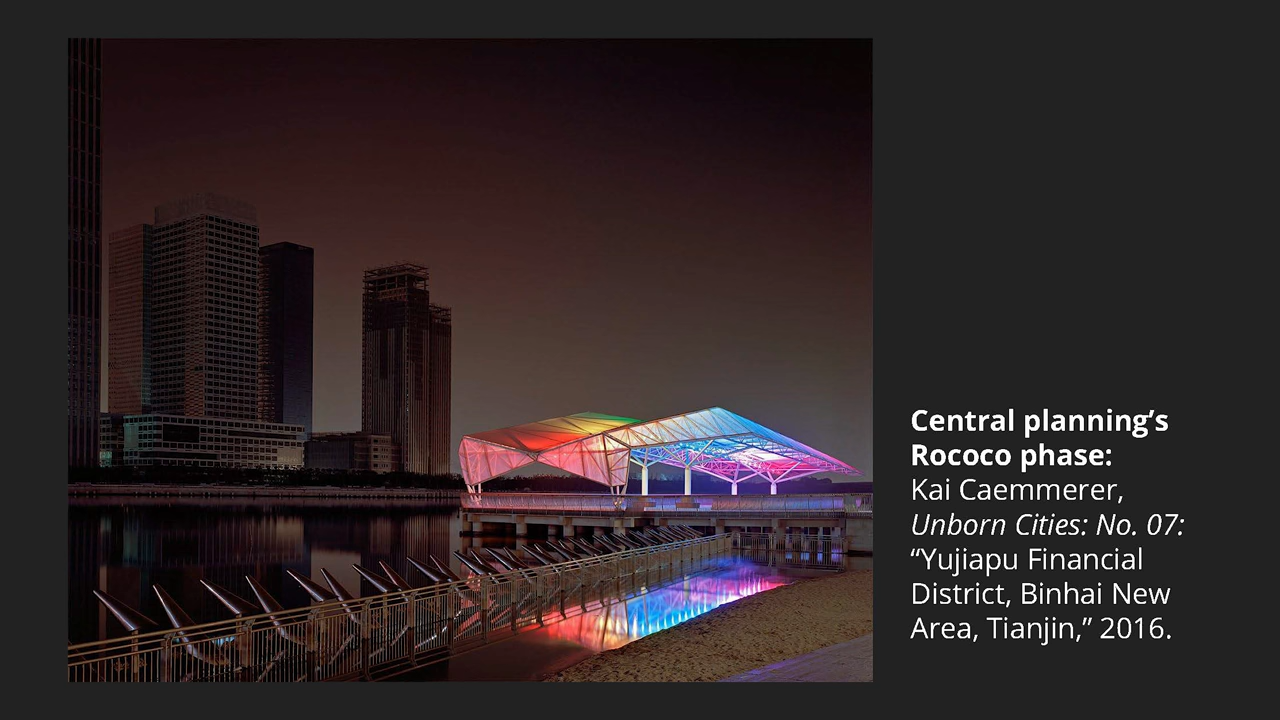 Central planning’s
Rococo phase:
Kai Caemmerer,
Unborn Cities: No. 07:
“Yujiapu Financial
District, Binhai New
Area, Tianjin,” 2016.